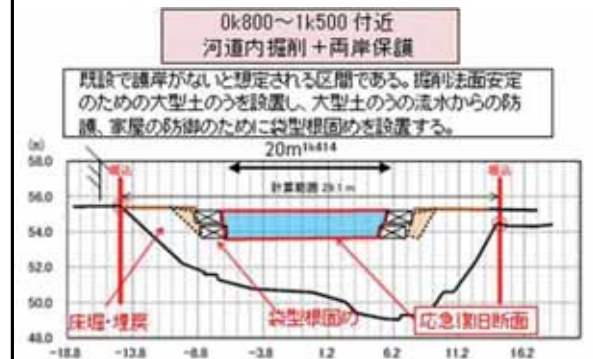 0k800～1k500 付近
河道内掘削＋両岸保護
既設で護岸がないと想定される区間である。掘削法面安定
のための大型土のうを設置し、大型土のうの流水からの防
護、家屋の防御のために袋型根固めを設置する。
20m 1k414
(m)
58.0
計算範囲 29.1 m
56.0
54.0
52.0
50.0
48.0
床堀・埋戻
袋型根固め
応急復旧断面
-18.8 -13.8 -8.8 -3.8 1.2 6.2 11.2 16.2